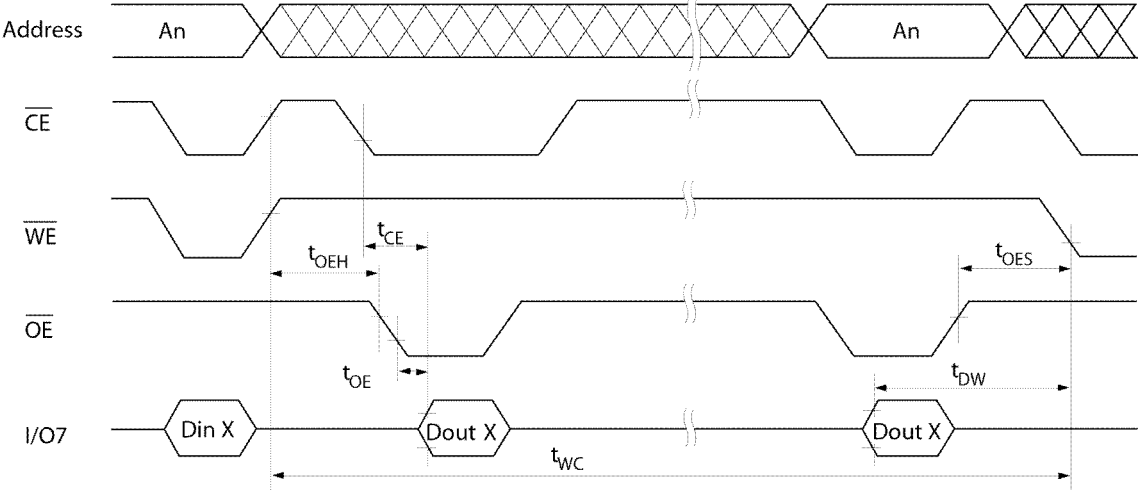 Address An An
CE
WE
tCE
tOEH tOES
OE
tOE tDW
I/O7 Din X Dout X Dout X
tWC